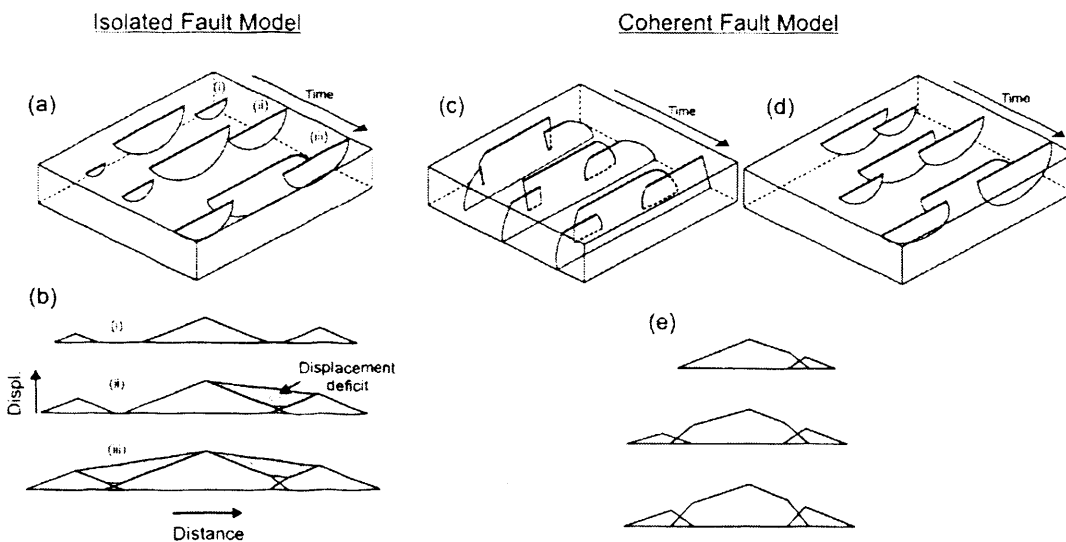 Isolated Fault Model
Coherent Fault Model
(a)
(i)
(ii)
(iii)
Time
(c)
Time
(d)
Time
(b)
(i)
(ii)
Displacement
deficit
Displ.
(iii)
Distance
(e)